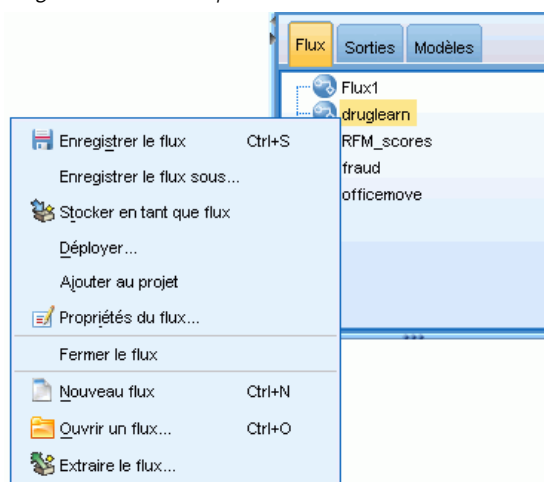 Flux Sorties Modèles
Flux1
druglearn
RFM_scores
fraud
officemove
Enregistrer le flux Ctrl+S
Enregistrer le flux sous...
Stocker en tant que flux
Déployer...
Ajouter au projet
Propriétés du flux...
Fermer le flux
Nouveau flux Ctrl+N
Ouvrir un flux... Ctrl+O
Extraire le flux...